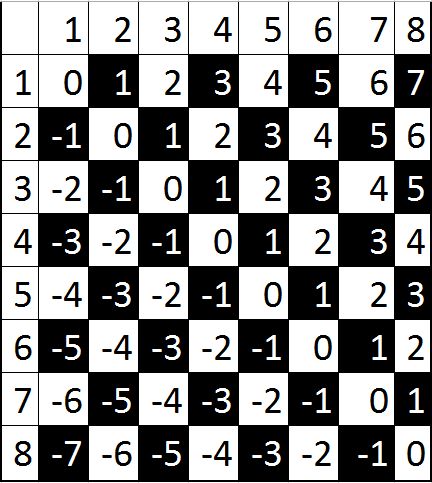 1 2 3 4 5 6 7 8
1 0 1 2 3 4 5 6 7
2 -1 0 1 2 3 4 5 6
3 -2 -1 0 1 2 3 4 5
4 -3 -2 -1 0 1 2 3 4
5 -4 -3 -2 -1 0 1 2 3
6 -5 -4 -3 -2 -1 0 1 2
7 -6 -5 -4 -3 -2 -1 0 1
8 -7 -6 -5 -4 -3 -2 -1 0